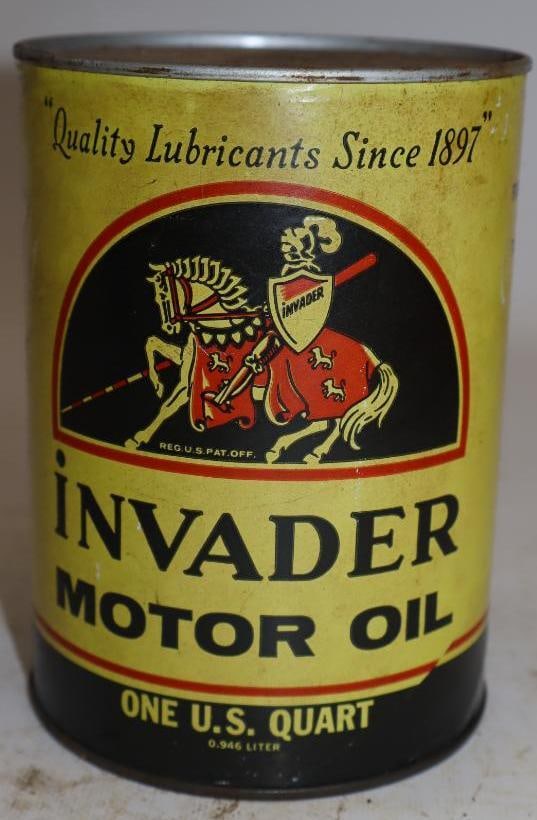 "Quality Lubricants Since 1897"
iNVADER
REG.U.S.PAT.OFF.
iNVADER
MOTOR OIL
ONE U.S. QUART
0.946 LITER